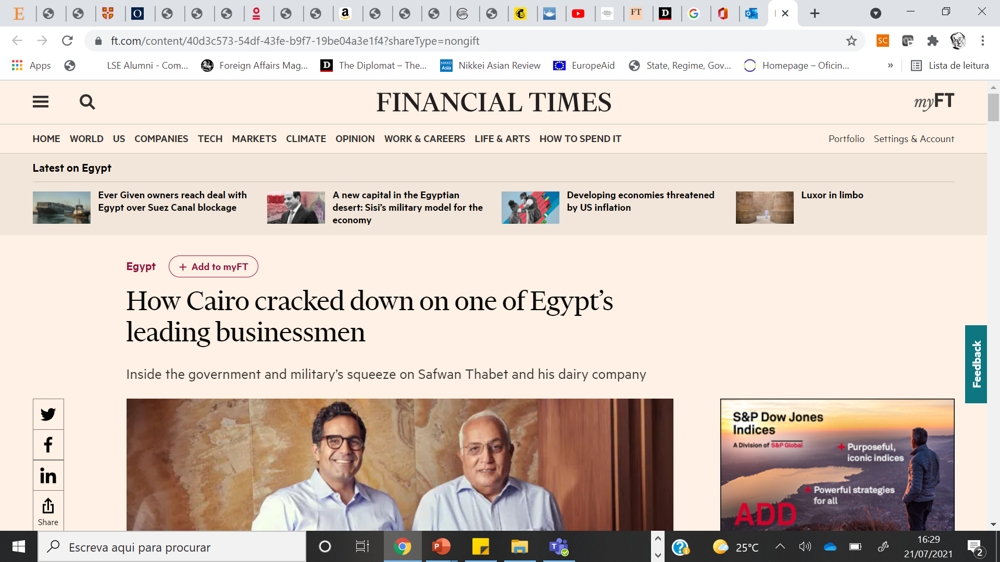 ft.com/content/40d3c573-54df-43fe-b9f7-19be04a3e1f4?shareType=nongift
SC
Apps
LSE Alumni - Com...
Foreign Affairs Mag...
D
The Diplomat – The...
NIKKEI Asia
Nikkei Asian Review
EuropeAid
State, Regime, Gov...
Homepage – Oficin...
»
Lista de leitura
FINANCIAL TIMES
myFT
HOME WORLD US COMPANIES TECH MARKETS CLIMATE OPINION WORK & CAREERS LIFE & ARTS HOW TO SPEND IT
Portfolio Settings & Account
Latest on Egypt
Ever Given owners reach deal with
Egypt over Suez Canal blockage
A new capital in the Egyptian
desert: Sisi’s military model for the
economy
Developing economies threatened
by US inflation
Luxor in limbo
Egypt
+ Add to myFT
How Cairo cracked down on one of Egypt’s
leading businessmen
Inside the government and military’s squeeze on Safwan Thabet and his dairy company
Feedback
Share
S&P Dow Jones
Indices
A Division of S&P Global
+ Purposeful,
iconic indices
+ Powerful strategies
for all
ADD
Escreva aqui para procurar
25°C
16:29
21/07/2021
2